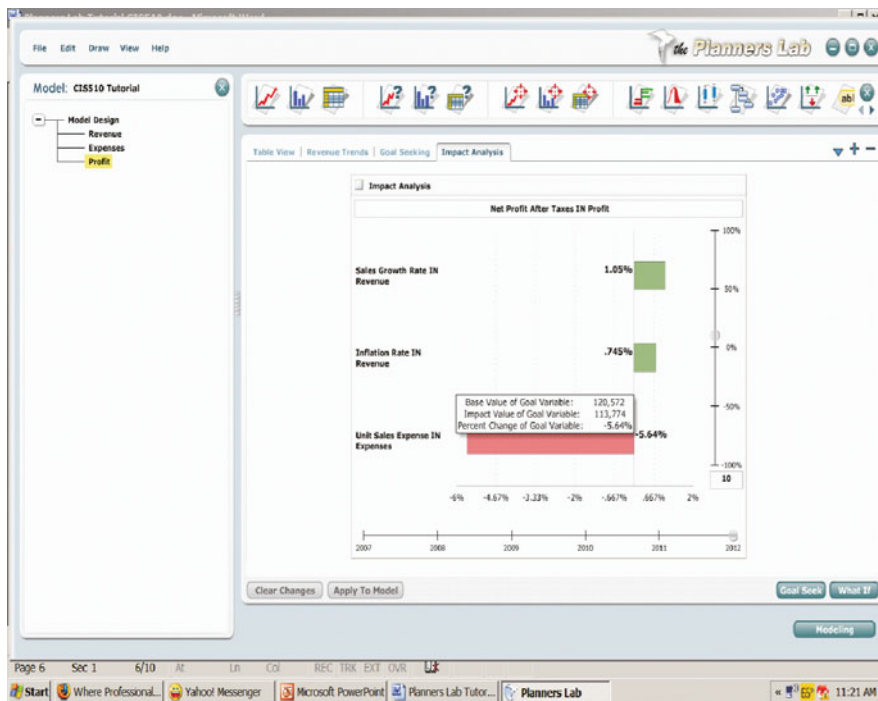 File Edit Draw View Help
the Planners Lab
Model: CIS510 Tutorial
Model Design
Revenue
Expenses
Profit
abl
Table View | Revenue Trends | Goal Seeking | Impact Analysis
Impact Analysis
Net Profit After Taxes IN Profit
100%
Sales Growth Rate IN
Revenue
1.05%
50%
Inflation Rate IN
Revenue
.745%
0%
Base Value of Goal Variable: 120,572
Impact Value of Goal Variable: 113,774
Percent Change of Goal Variable: -5.64%
-50%
Unit Sales Expense IN
Expenses
-5.64%
-100%
10
-6% -4.67% -3.33% -2% -.667% .667% 2%
2007 2008 2009 2010 2011 2012
Clear Changes Apply To Model Goal Seek What If
Modeling
Page 6 Sec 1 6/10 At Ln Col REC TRK EXT OVR
Start Where Professional... Yahoo! Messenger Microsoft PowerPoint Planners Lab Tutor... Planners Lab 11:21 AM